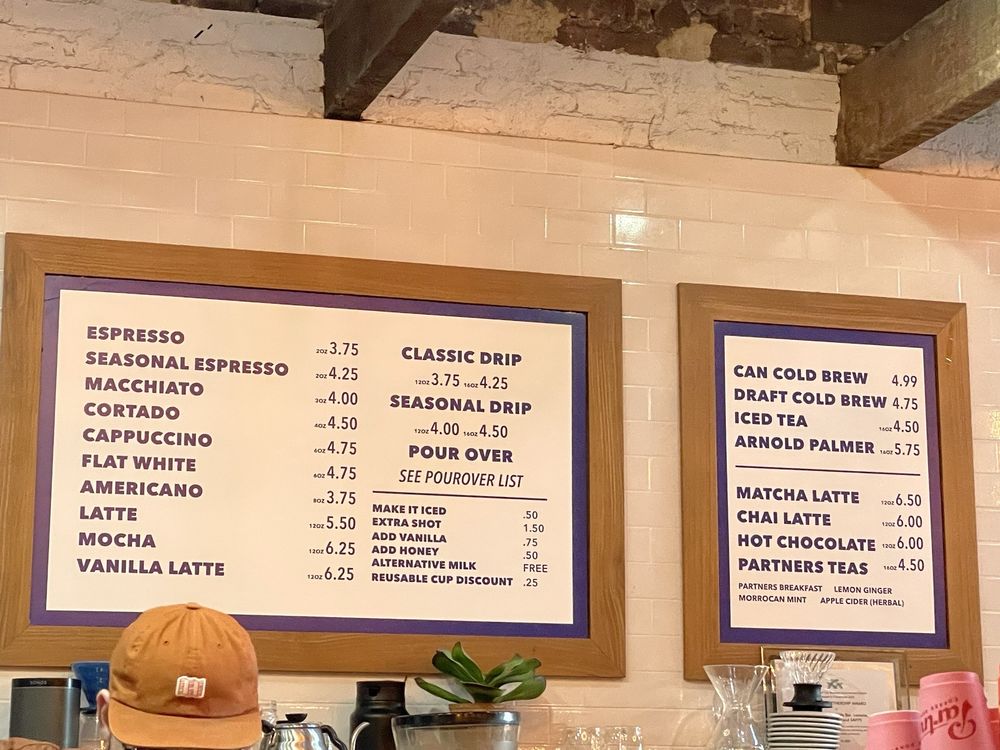 ESPRESSO 2OZ 3.75
SEASONAL ESPRESSO 2OZ 4.25
MACCHIATO 3OZ 4.00
CORTADO 4OZ 4.50
CAPPUCCINO 6OZ 4.75
FLAT WHITE 6OZ 4.75
AMERICANO 8OZ 3.75
LATTE 12OZ 5.50
MOCHA 12OZ 6.25
VANILLA LATTE 12OZ 6.25
CLASSIC DRIP
12OZ 3.75 16OZ 4.25
SEASONAL DRIP
12OZ 4.00 16OZ 4.50
POUR OVER
SEE POUROVER LIST
MAKE IT ICED .50
EXTRA SHOT 1.50
ADD VANILLA .75
ADD HONEY .50
ALTERNATIVE MILK FREE
REUSABLE CUP DISCOUNT .25
CAN COLD BREW 4.99
DRAFT COLD BREW 4.75
ICED TEA 16OZ 4.50
ARNOLD PALMER 16OZ 5.75
MATCHA LATTE 12OZ 6.50
CHAI LATTE 12OZ 6.00
HOT CHOCOLATE 12OZ 6.00
PARTNERS TEAS 16OZ 4.50
PARTNERS BREAKFAST LEMON GINGER
MORROCAN MINT APPLE CIDER (HERBAL)
SONOS